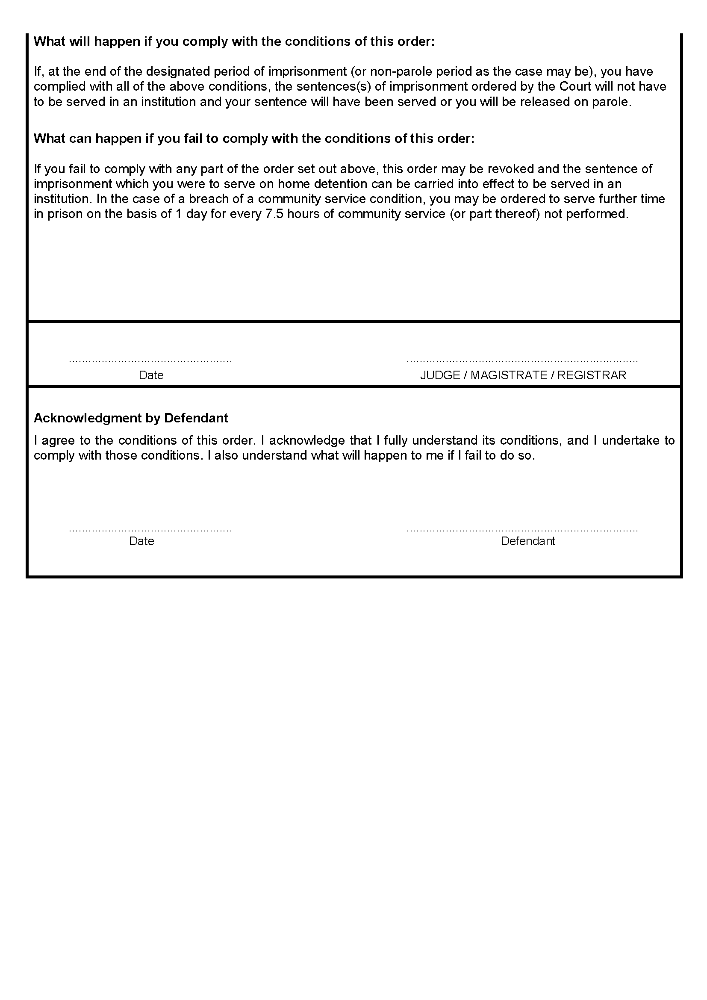 What will happen if you comply with the conditions of this order:
If, at the end of the designated period of imprisonment (or non-parole period as the case may be), you have
complied with all of the above conditions, the sentences(s) of imprisonment ordered by the Court will not have
to be served in an institution and your sentence will have been served or you will be released on parole.
What can happen if you fail to comply with the conditions of this order:
If you fail to comply with any part of the order set out above, this order may be revoked and the sentence of
imprisonment which you were to serve on home detention can be carried into effect to be served in an
institution. In the case of a breach of a community service condition, you may be ordered to serve further time
in prison on the basis of 1 day for every 7.5 hours of community service (or part thereof) not performed.
Date JUDGE / MAGISTRATE / REGISTRAR
Acknowledgment by Defendant
I agree to the conditions of this order. I acknowledge that I fully understand its conditions, and I undertake to
comply with those conditions. I also understand what will happen to me if I fail to do so.
Date Defendant